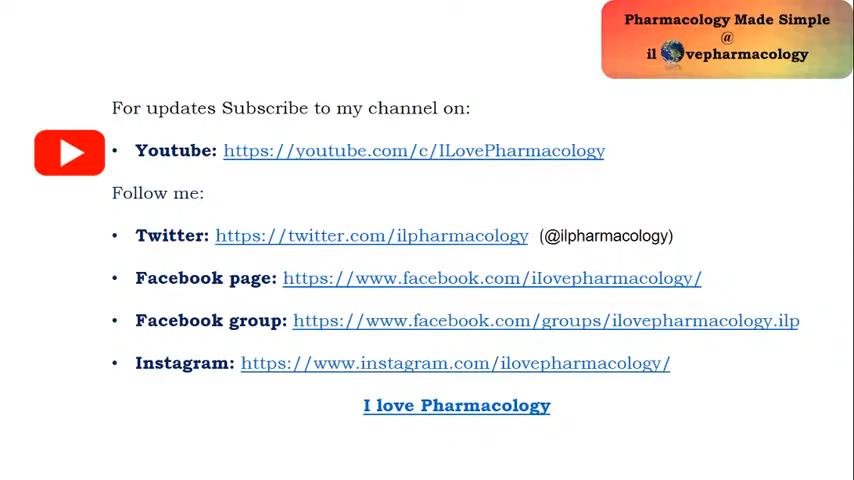 Pharmacology Made Simple
@
il vepharmacology
For updates Subscribe to my channel on:
• Youtube: https://youtube.com/c/ILovePharmacology
Follow me:
• Twitter: https://twitter.com/ilpharmacology (@ilpharmacology)
• Facebook page: https://www.facebook.com/ilovepharmacology/
• Facebook group: https://www.facebook.com/groups/ilovepharmacology.ilp
• Instagram: https://www.instagram.com/ilovepharmacology/
I love Pharmacology